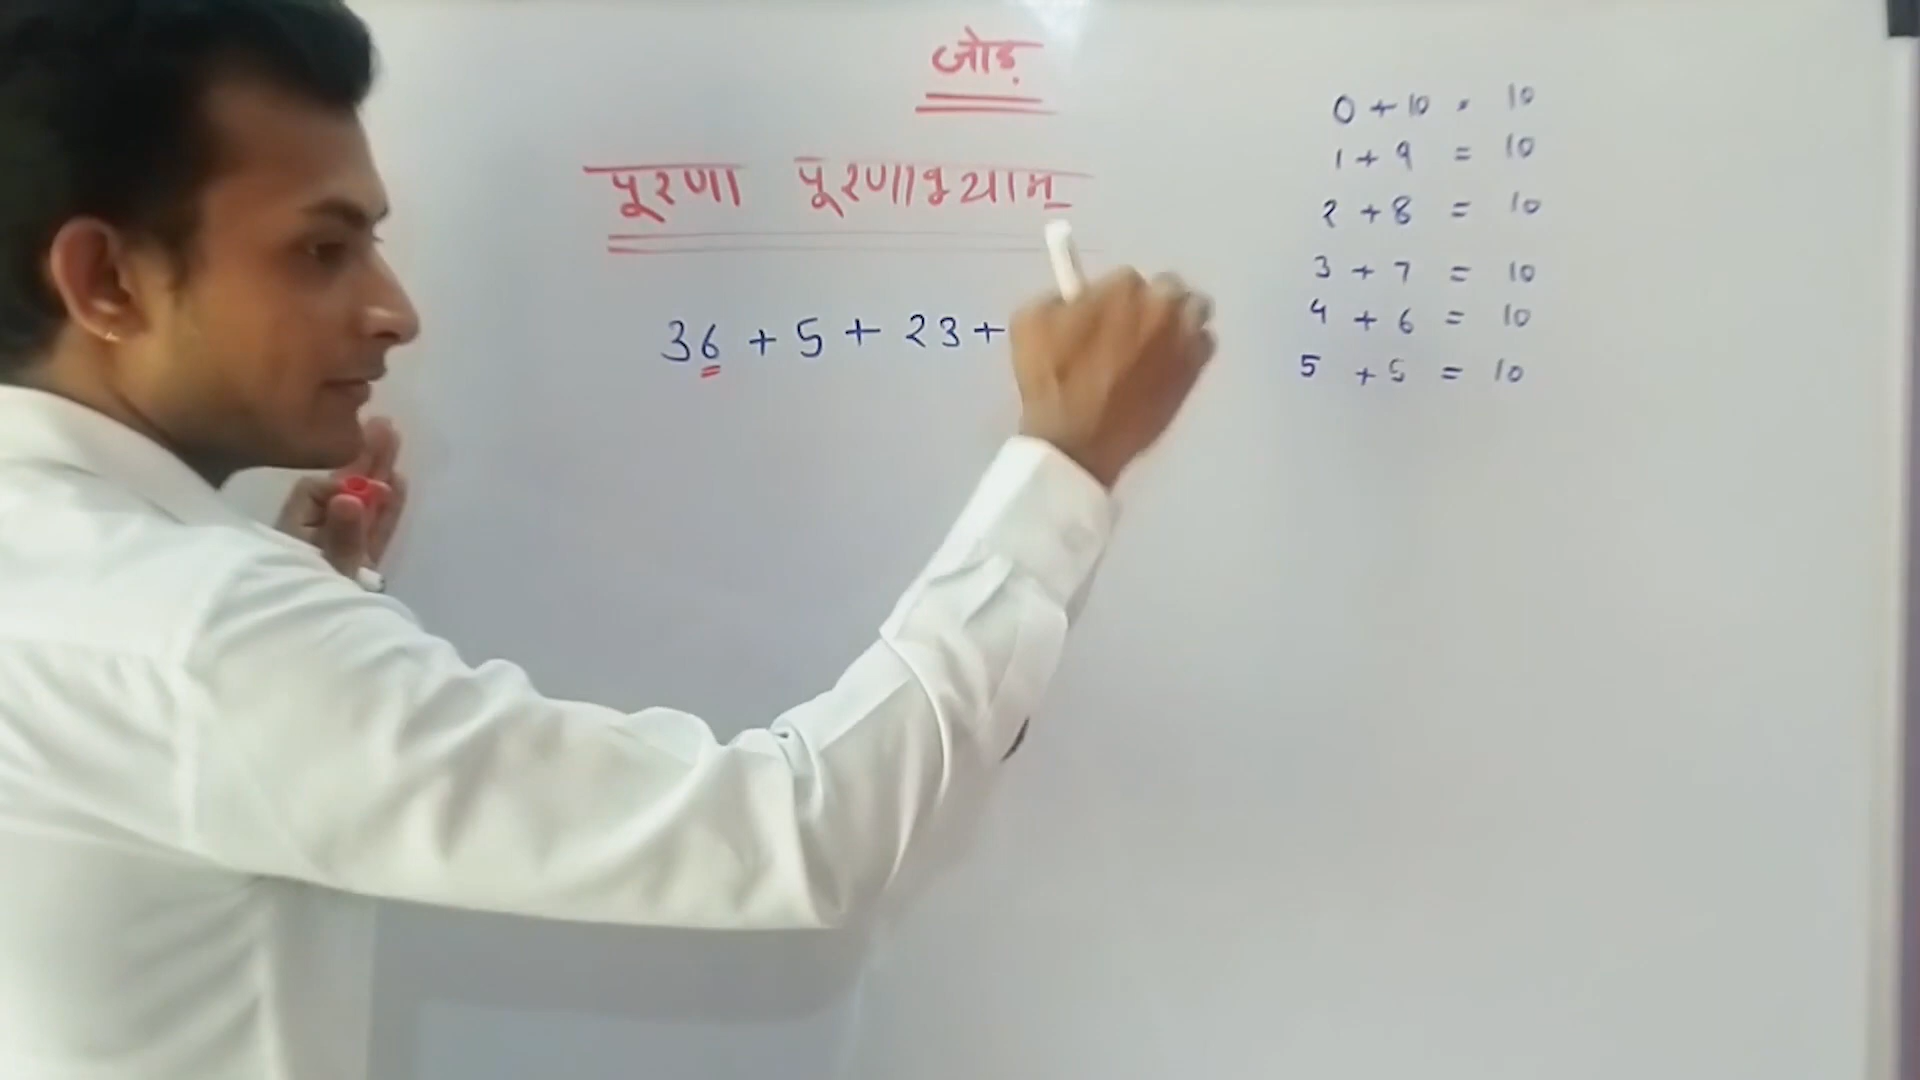 जोड़
पूरणा पूरणाभ्याम
36 + 5 + 23 +
0 + 10 = 10
1 + 9 = 10
2 + 8 = 10
3 + 7 = 10
4 + 6 = 10
5 + 5 = 10